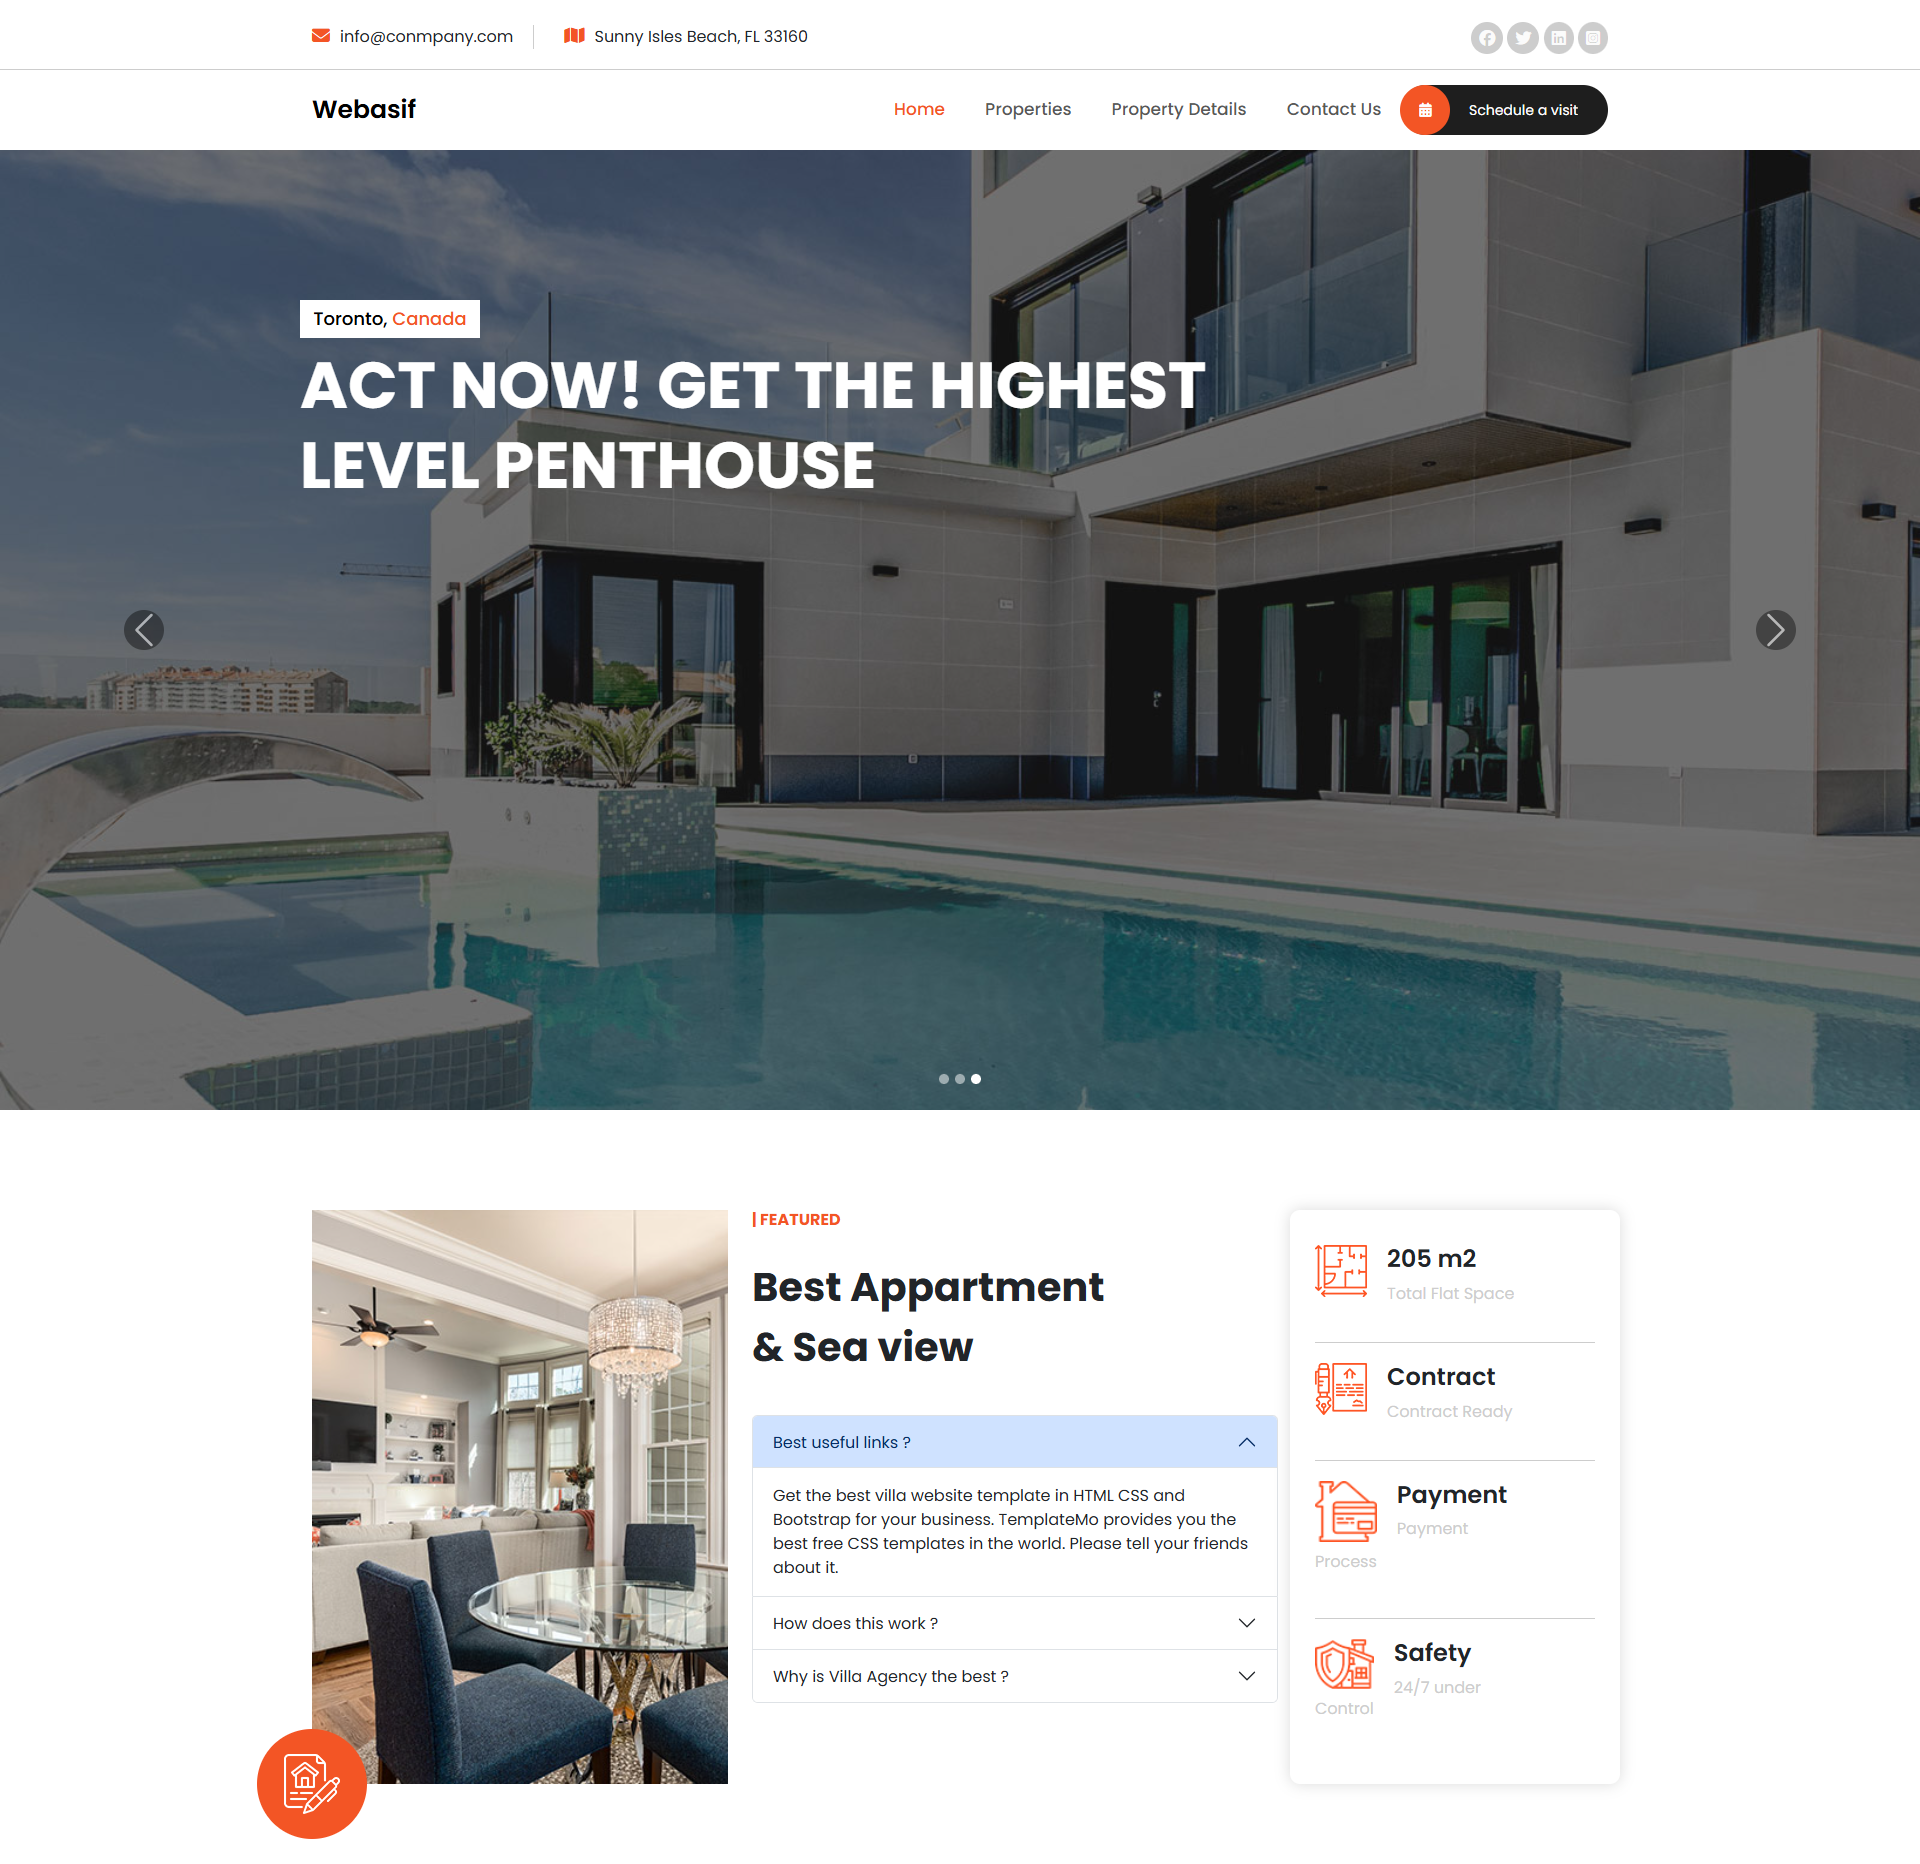 info@conmpany.com
Sunny Isles Beach, FL 33160
Webasif
Home
Properties
Property Details
Contact Us
Schedule a visit
Toronto, Canada
ACT NOW! GET THE HIGHEST
LEVEL PENTHOUSE
| FEATURED
Best Appartment
& Sea view
Best useful links ?
Get the best villa website template in HTML CSS and
Bootstrap for your business. TemplateMo provides you the
best free CSS templates in the world. Please tell your friends
about it.
How does this work ?
Why is Villa Agency the best ?
205 m2
Total Flat Space
Contract
Contract Ready
Payment
Payment
Process
Safety
24/7 under
Control